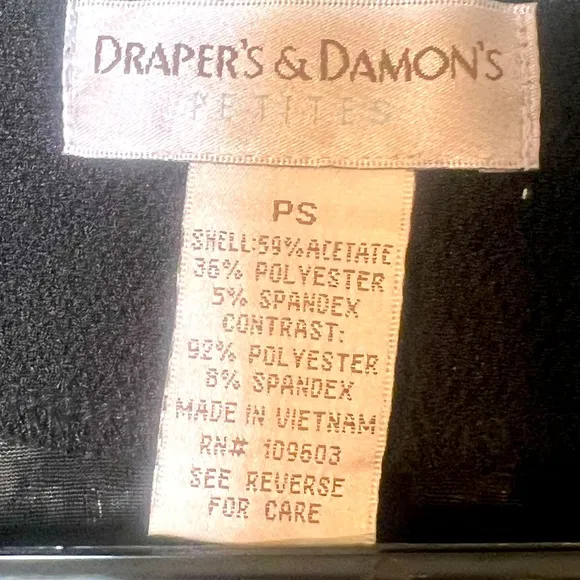 DRAPER'S & DAMON'S
PETITES
PS
SHELL:59%ACETATE
36% POLYESTER
5% SPANDEX
CONTRAST:
92% POLYESTER
8% SPANDEX
MADE IN VIETNAM
RN# 109603
SEE REVERSE
FOR CARE